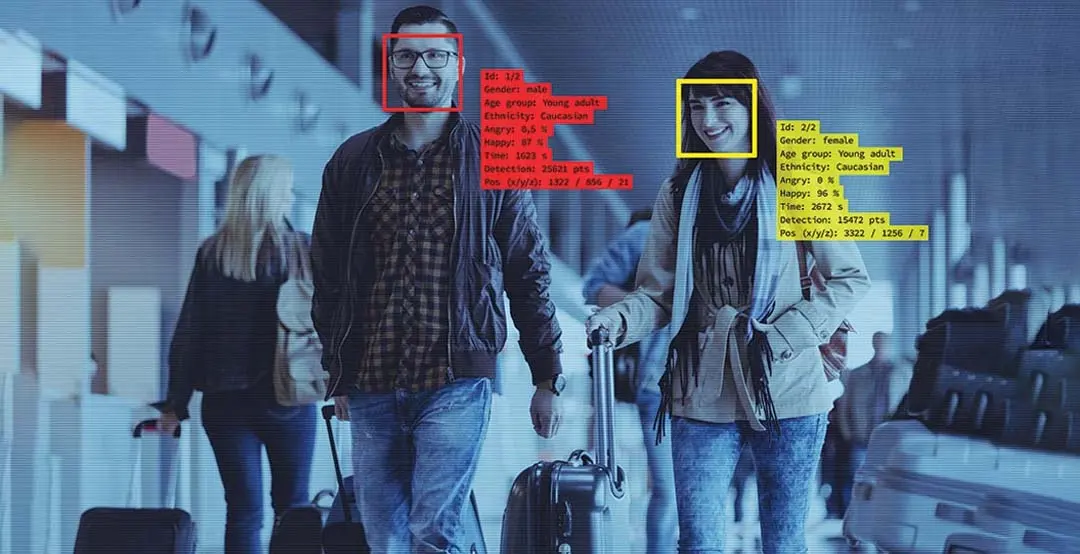 Id: 1/2
Gender: male
Age group: Young adult
Ethnicity: Caucasian
Angry: 0,5 %
Happy: 87 %
Time: 1623 s
Detection: 25621 pts
Pos (x/y/z): 1322 / 856 / 21
Id: 2/2
Gender: female
Age group: Young adult
Ethnicity: Caucasian
Angry: 0 %
Happy: 96 %
Time: 2672 s
Detection: 15472 pts
Pos (x/y/z): 3322 / 1256 / 7